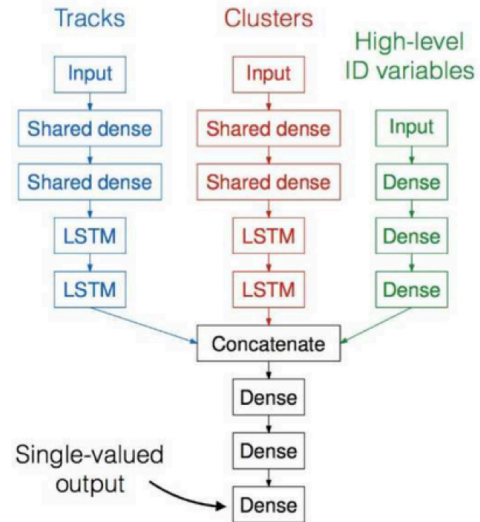 Tracks
Input
Shared dense
Shared dense
LSTM
LSTM
Clusters
Input
Shared dense
Shared dense
LSTM
LSTM
High-level
ID variables
Input
Dense
Dense
Dense
Concatenate
Dense
Dense
Dense
Single-valued
output